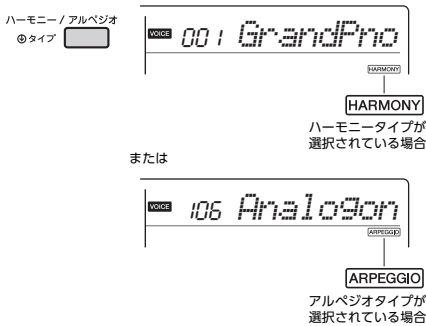 ハーモニー / アルペジオ
タイプ
VOICE 001 GrandPno
HARMONY
HARMONY
ハーモニータイプが
選択されている場合
または
VOICE 106 Analogon
ARPEGGIO
ARPEGGIO
アルペジオタイプが
選択されている場合